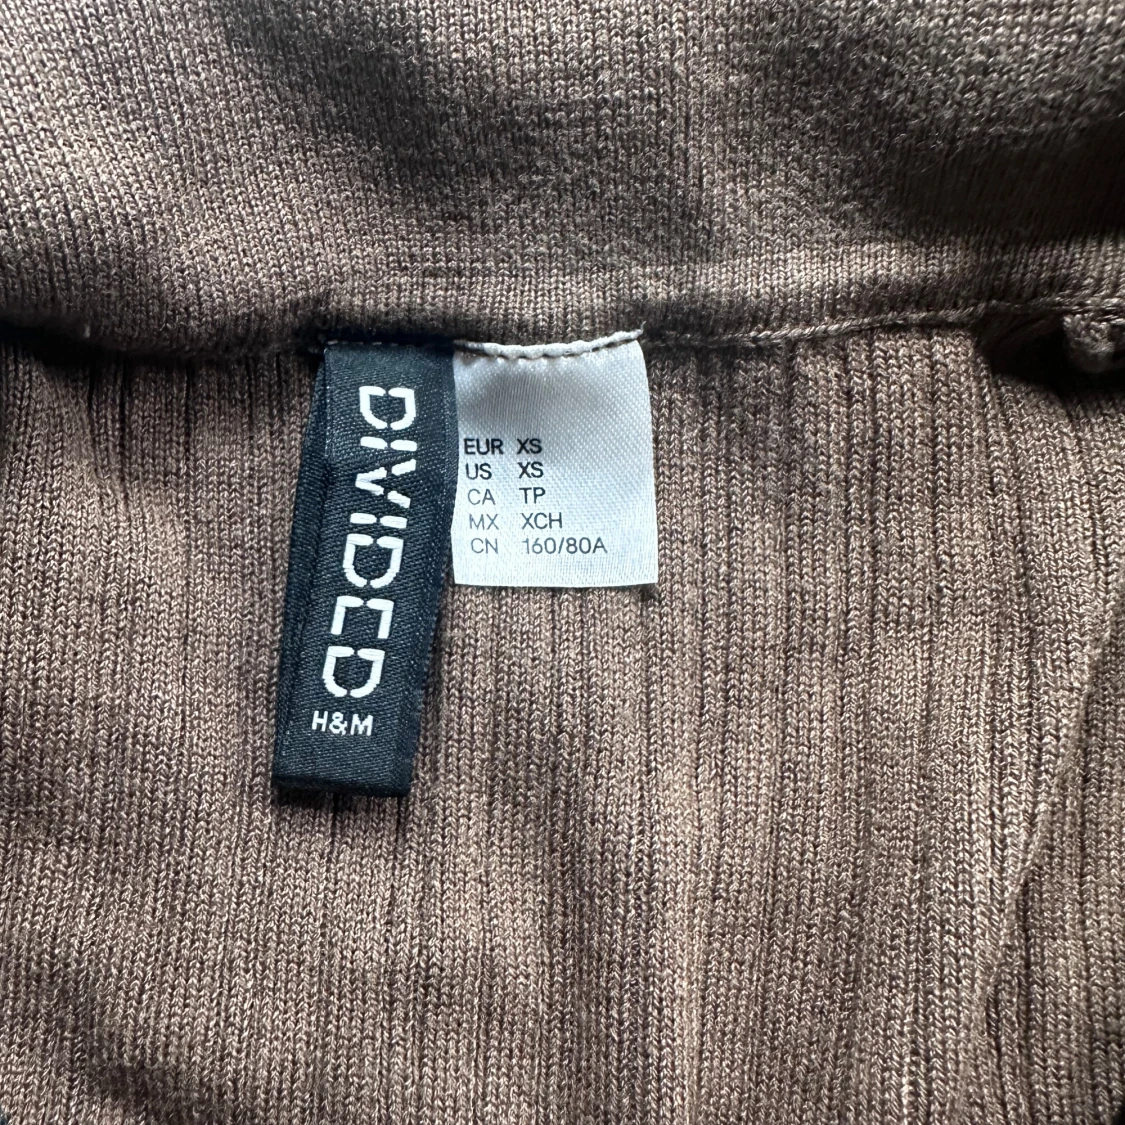 DIVIDED
H&M
EUR XS
US XS
CA TP
MX XCH
CN 160/80A